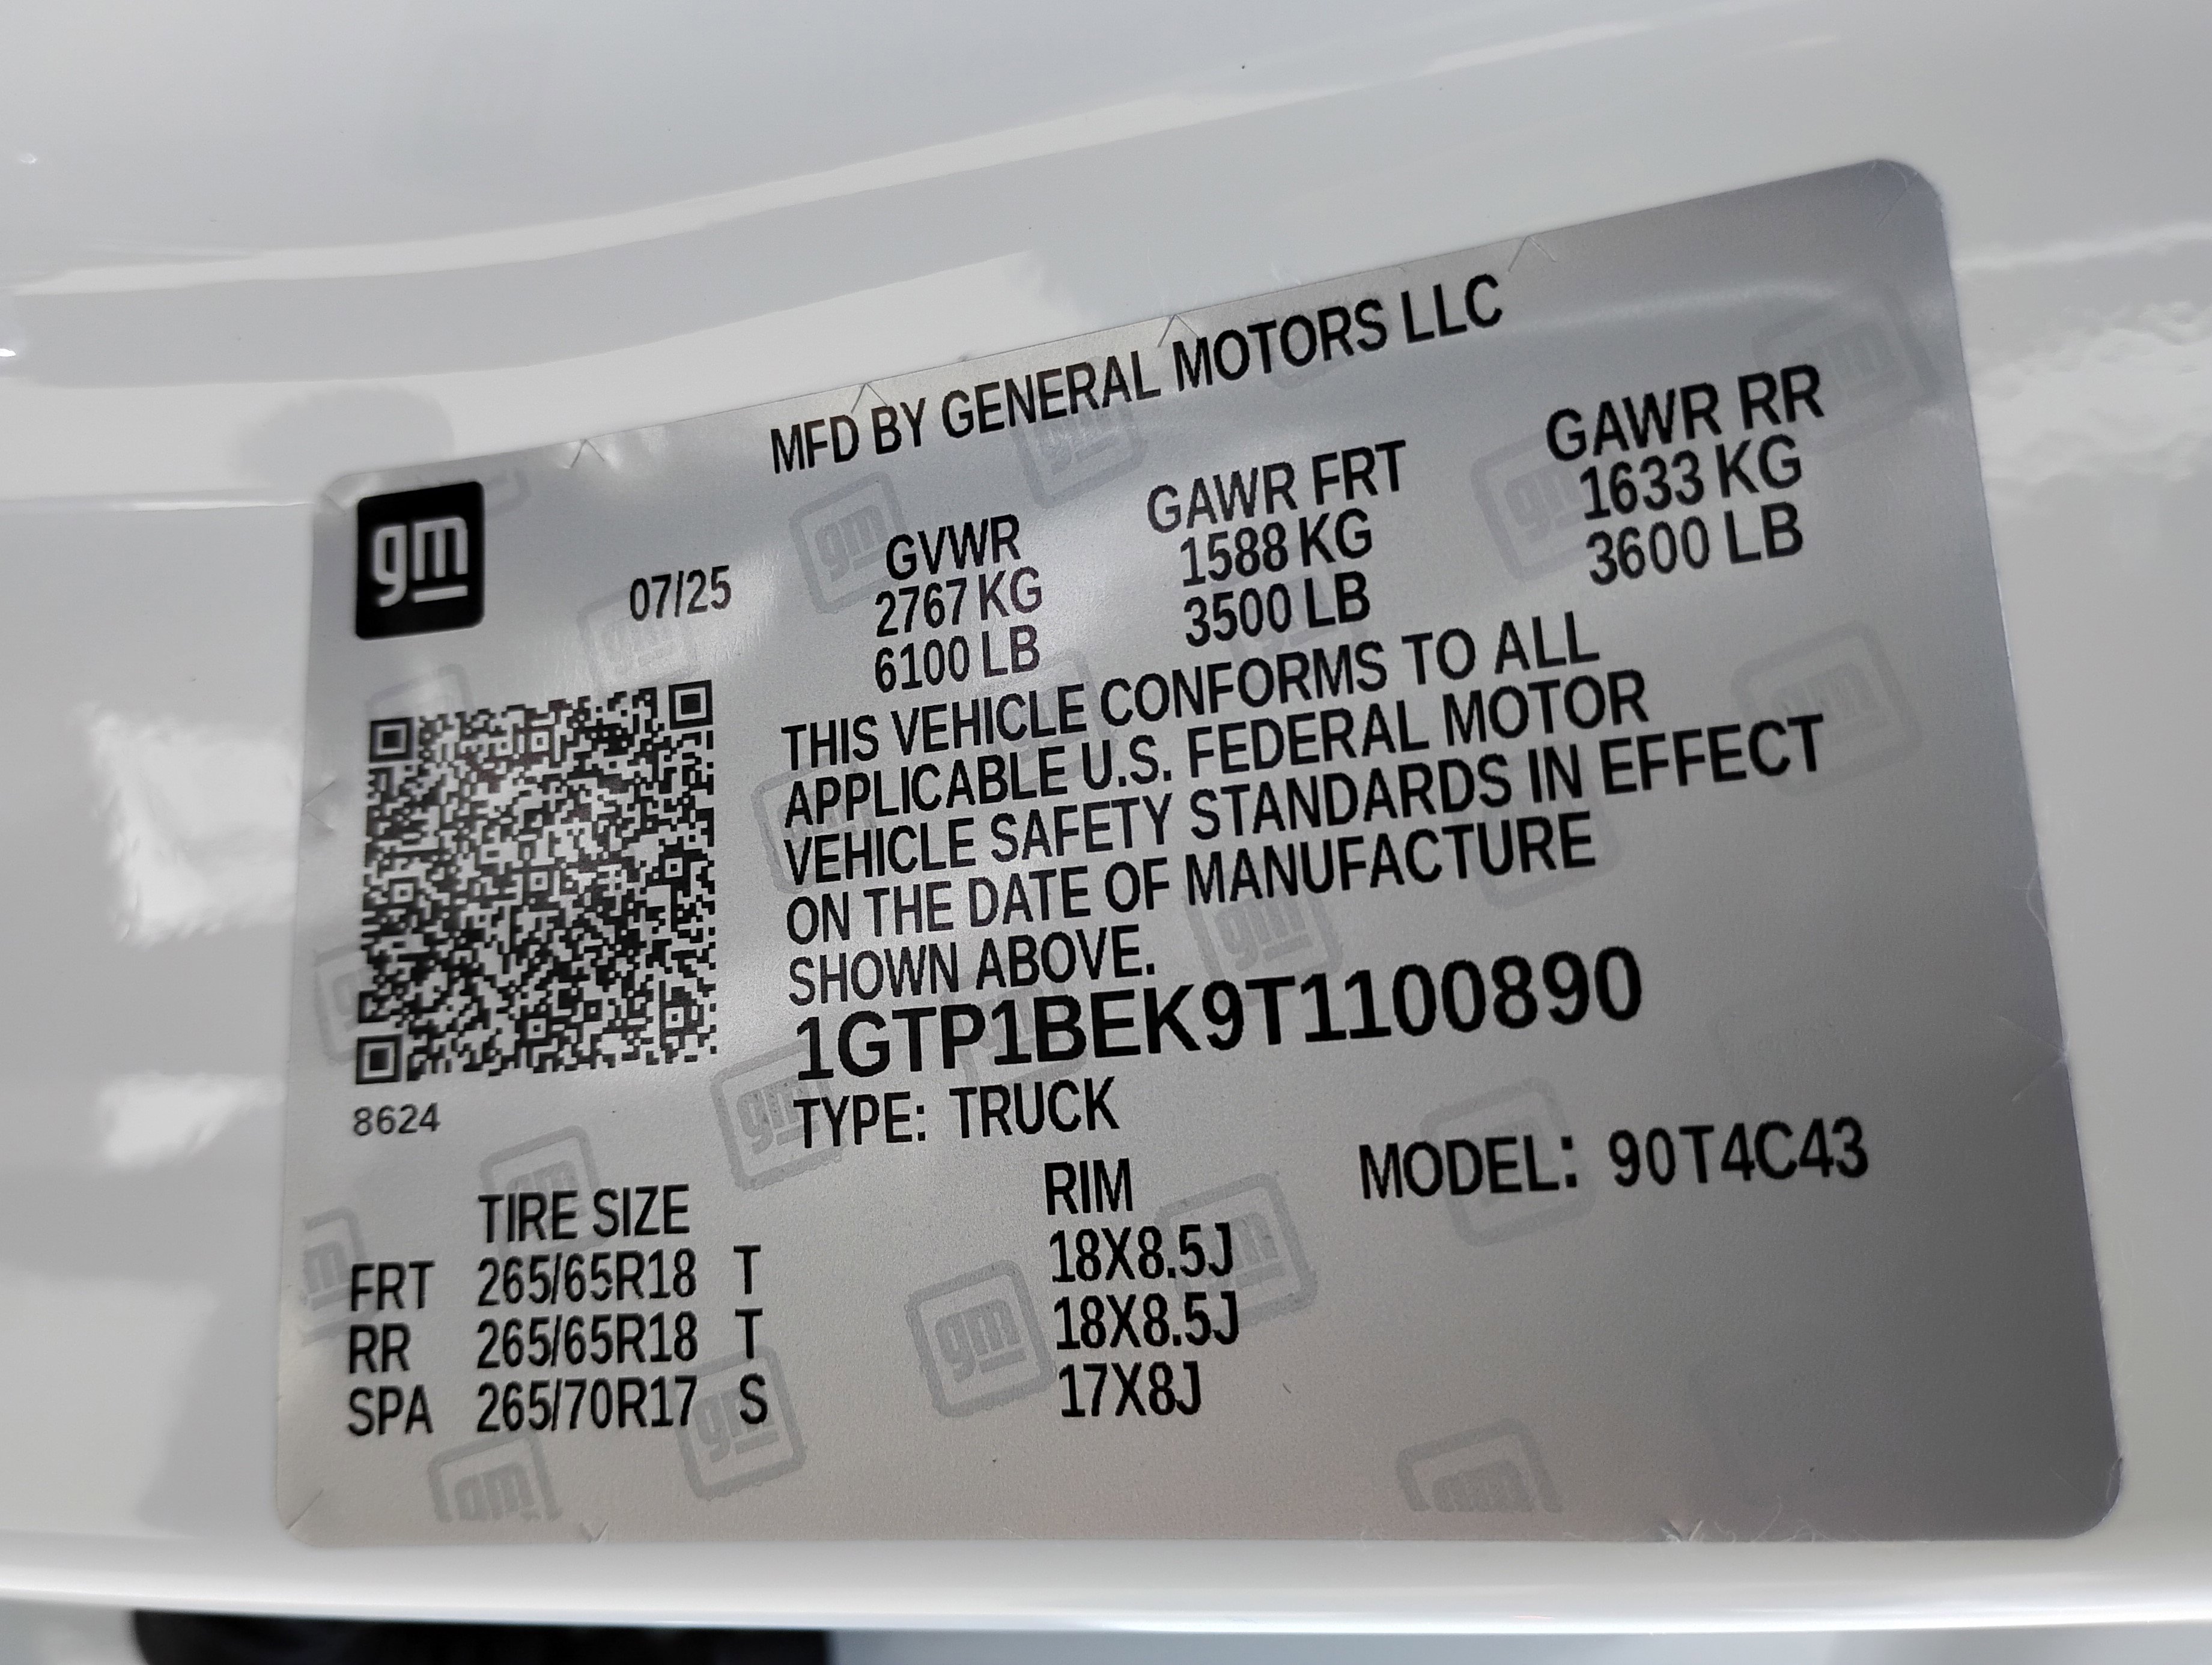 MFD BY GENERAL MOTORS LLC
gm
07/25
GVWR GAWR FRT GAWR RR
2767 KG 1588 KG 1633 KG
6100 LB 3500 LB 3600 LB
THIS VEHICLE CONFORMS TO ALL
APPLICABLE U.S. FEDERAL MOTOR
VEHICLE SAFETY STANDARDS IN EFFECT
ON THE DATE OF MANUFACTURE
SHOWN ABOVE.
1GTP1BEK9T1100890
8624
TYPE: TRUCK
MODEL: 90T4C43
TIRE SIZE RIM
FRT 265/65R18 T 18X8.5J
RR 265/65R18 T 18X8.5J
SPA 265/70R17 S 17X8J